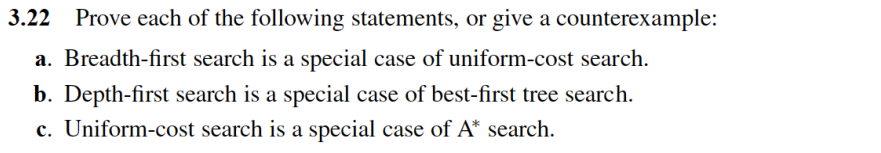 3.22 Prove each of the following statements, or give a counterexample:
a. Breadth-first search is a special case of uniform-cost search.
b. Depth-first search is a special case of best-first tree search.
c. Uniform-cost search is a special case of A* search.